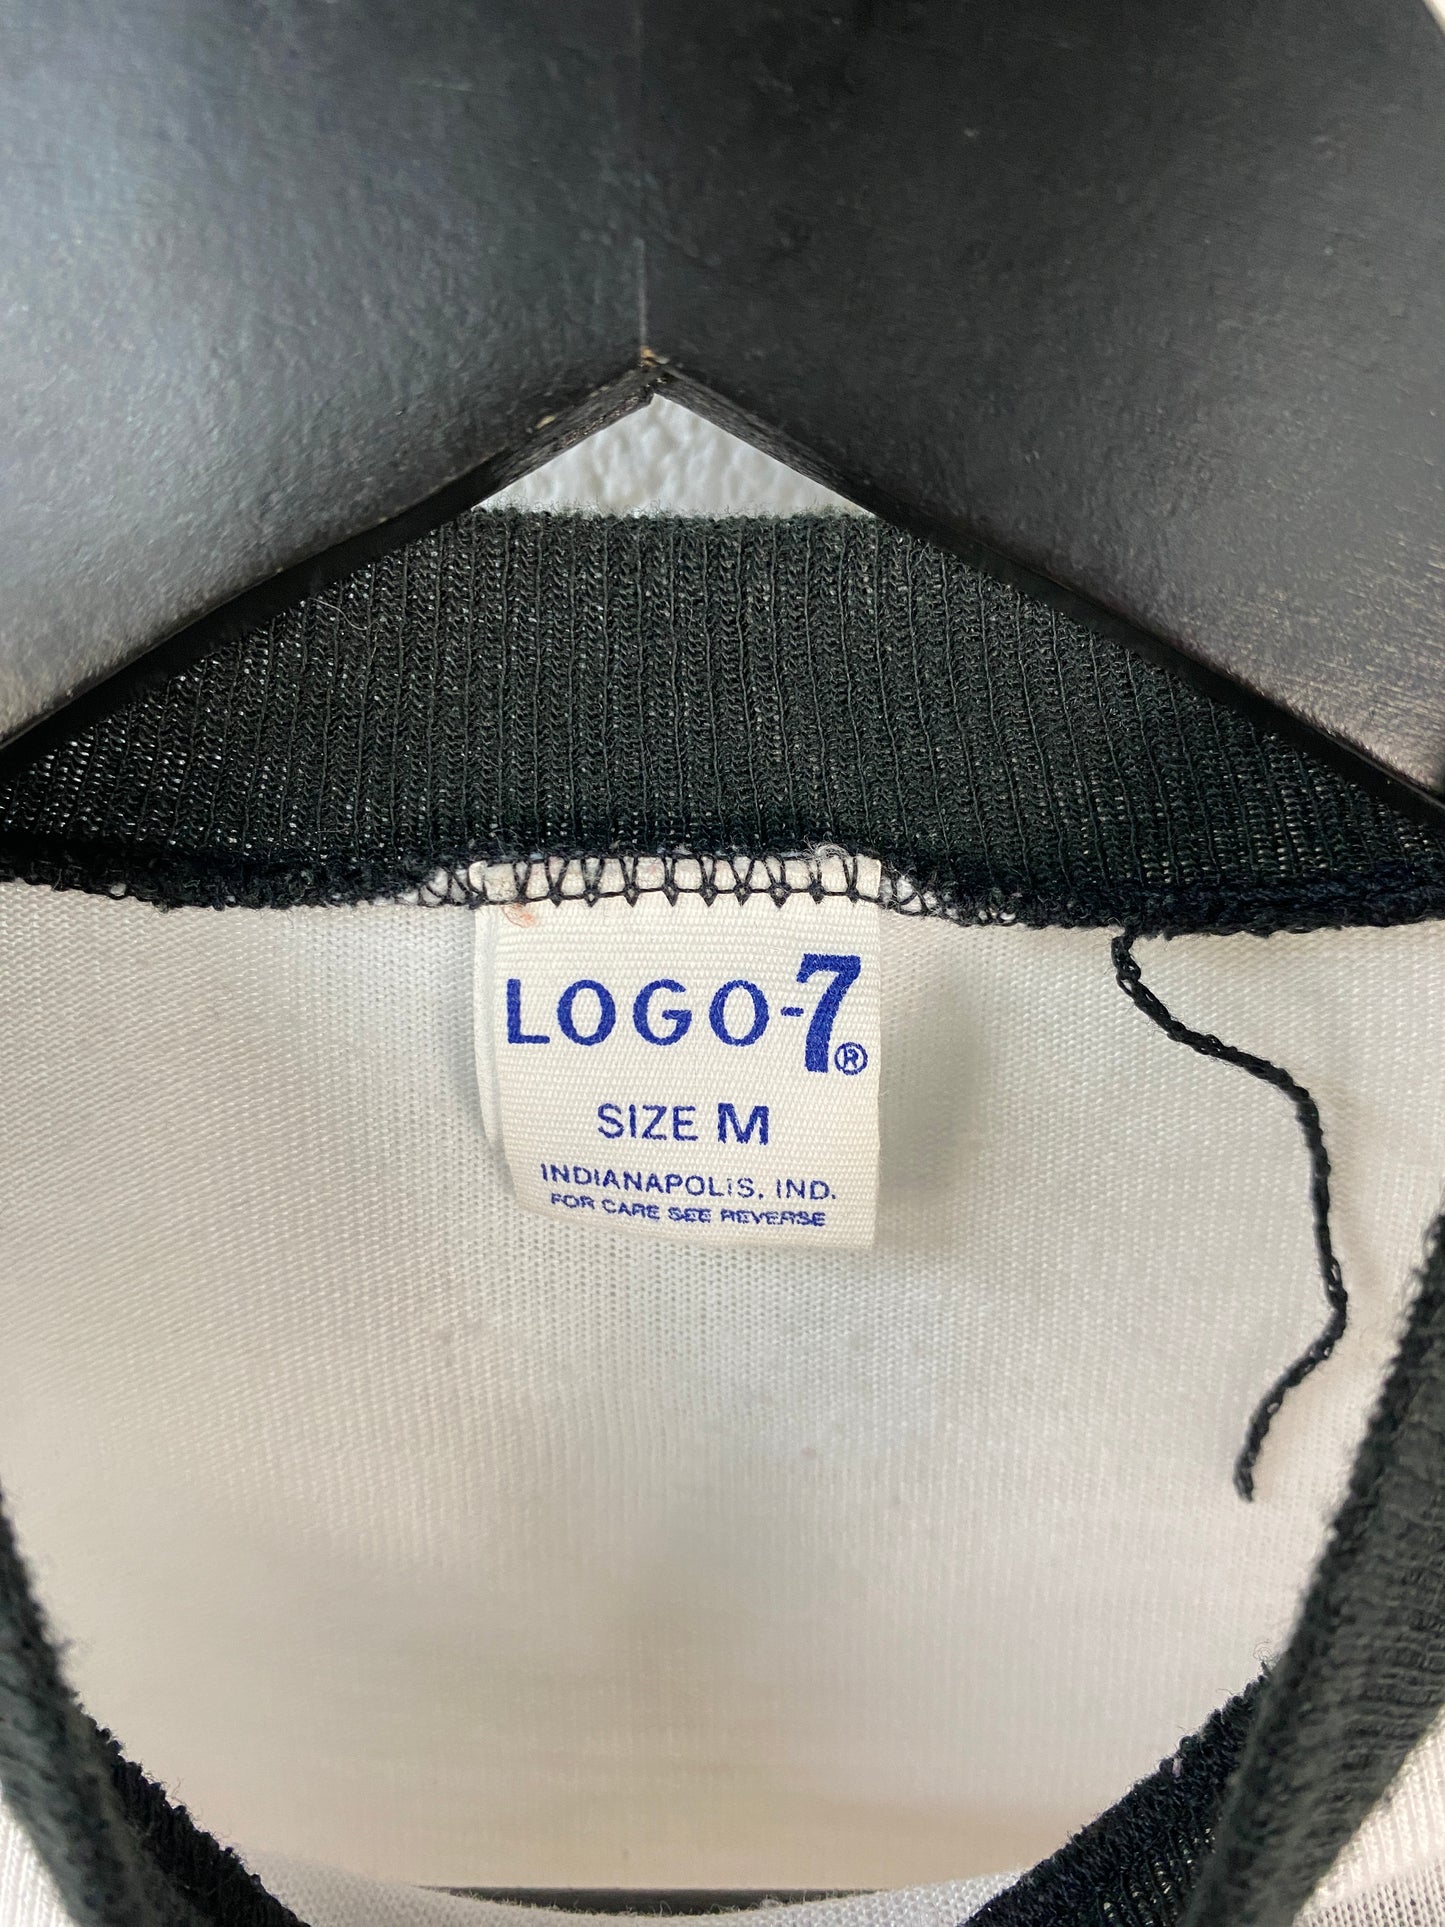 LOGO-7®
SIZE M
INDIANAPOLIS, IND.
FOR CARE SEE REVERSE